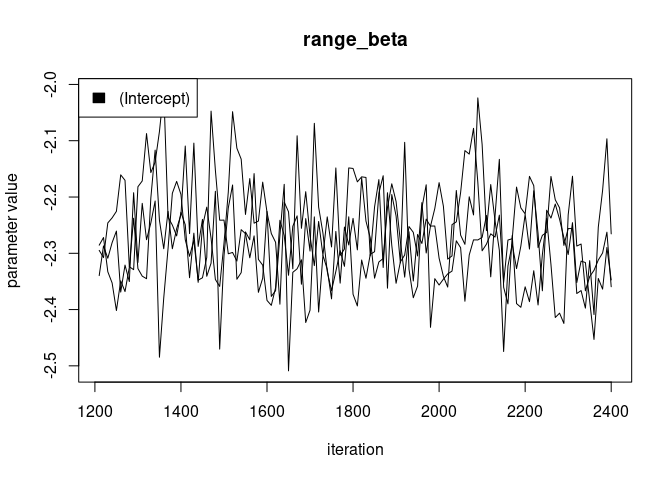 range_beta
(Intercept)
parameter value
-2.0
-2.1
-2.2
-2.3
-2.4
-2.5
1200 1400 1600 1800 2000 2200 2400
iteration